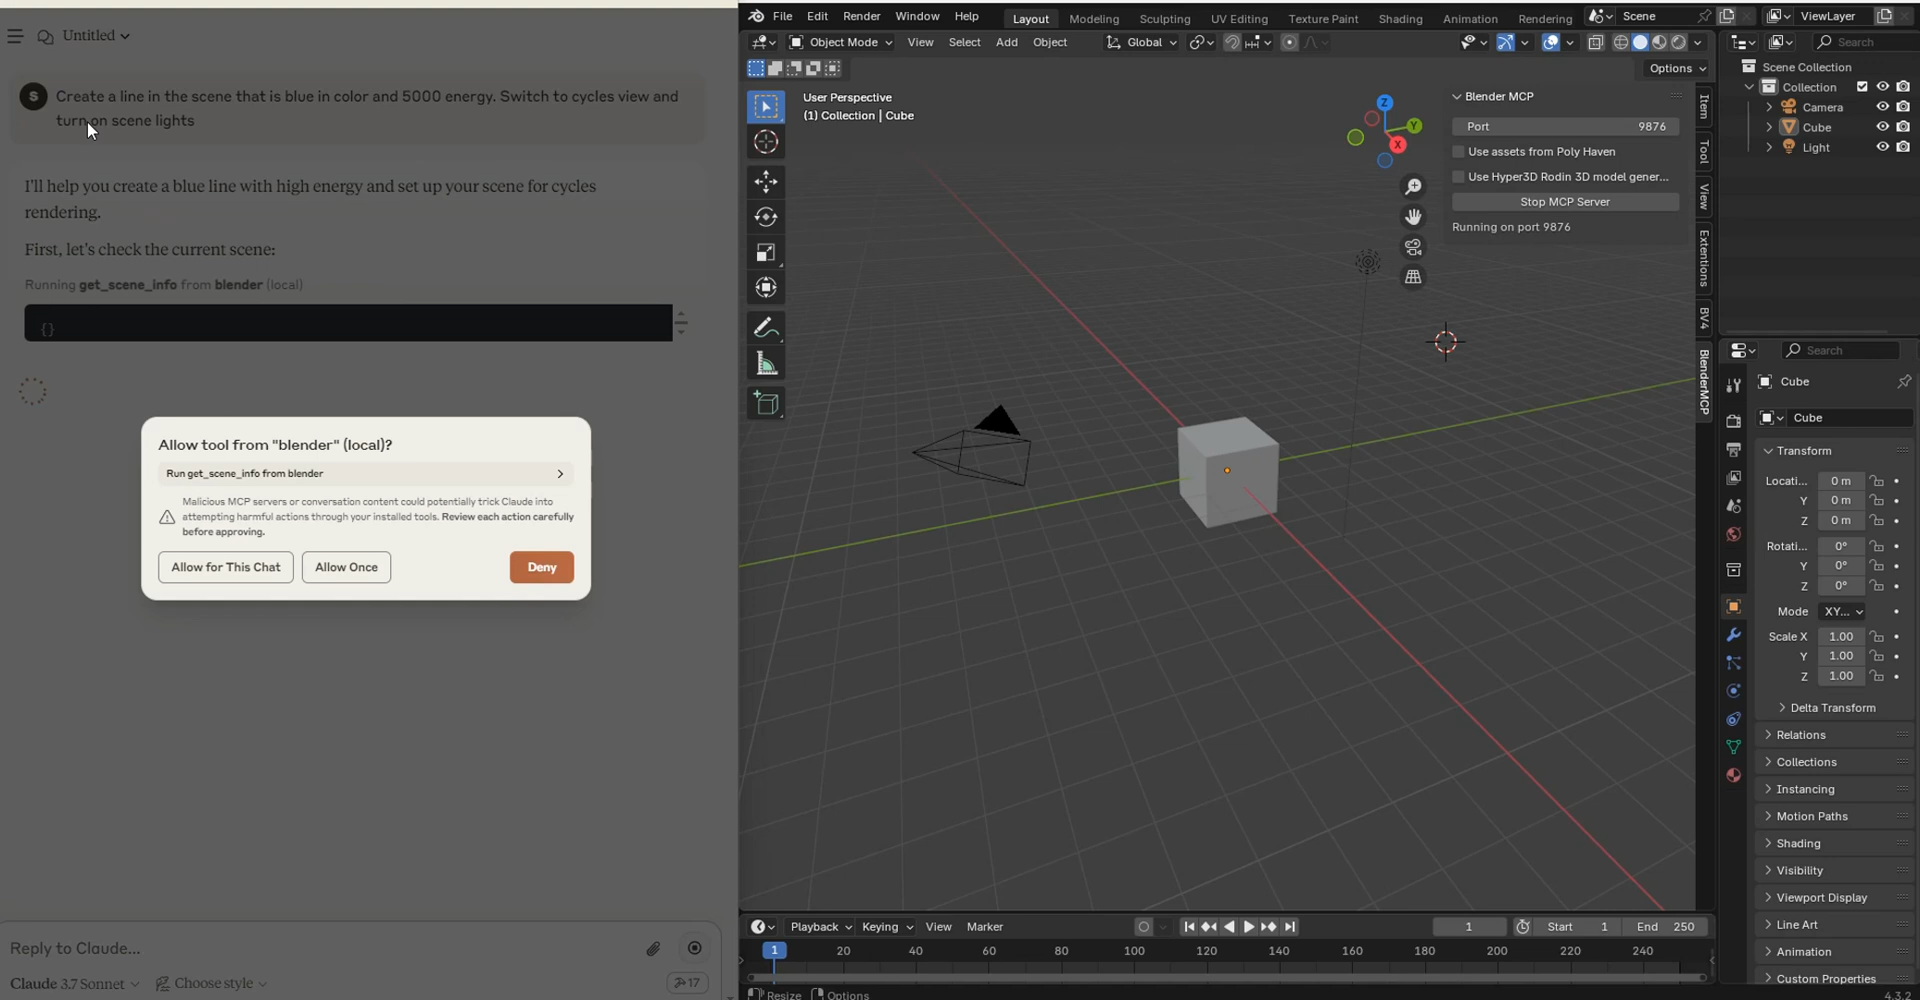 Untitled
S
Create a line in the scene that is blue in color and 5000 energy. Switch to cycles view and
turn on scene lights
I'll help you create a blue line with high energy and set up your scene for cycles
rendering.
First, let's check the current scene:
Running get_scene_info from blender (local)
{}
Allow tool from "blender" (local)?
Run get_scene_info from blender
Malicious MCP servers or conversation content could potentially trick Claude into
attempting harmful actions through your installed tools. Review each action carefully
before approving.
Allow for This Chat
Allow Once
Deny
Reply to Claude...
Claude 3.7 Sonnet
Choose style
17
File Edit Render Window Help
Layout Modeling Sculpting UV Editing Texture Paint Shading Animation Rendering
Scene
ViewLayer
Object Mode View Select Add Object
Global
Options
User Perspective
(1) Collection | Cube
Z
Y
X
Blender MCP
Port 9876
Use assets from Poly Haven
Use Hyper3D Rodin 3D model gener...
Stop MCP Server
Running on port 9876
Item
Tool
View
Extentions
BV4
BlenderMCP
Search
Scene Collection
Collection
Camera
Cube
Light
Search
Cube
Cube
Transform
Locati... 0 m
Y 0 m
Z 0 m
Rotati... 0°
Y 0°
Z 0°
Mode XY...
Scale X 1.00
Y 1.00
Z 1.00
Delta Transform
Relations
Collections
Instancing
Motion Paths
Shading
Visibility
Viewport Display
Line Art
Animation
Custom Properties
Playback Keying View Marker
1
Start 1
End 250
1 20 40 60 80 100 120 140 160 180 200 220 240
Resize Options
4.3.2